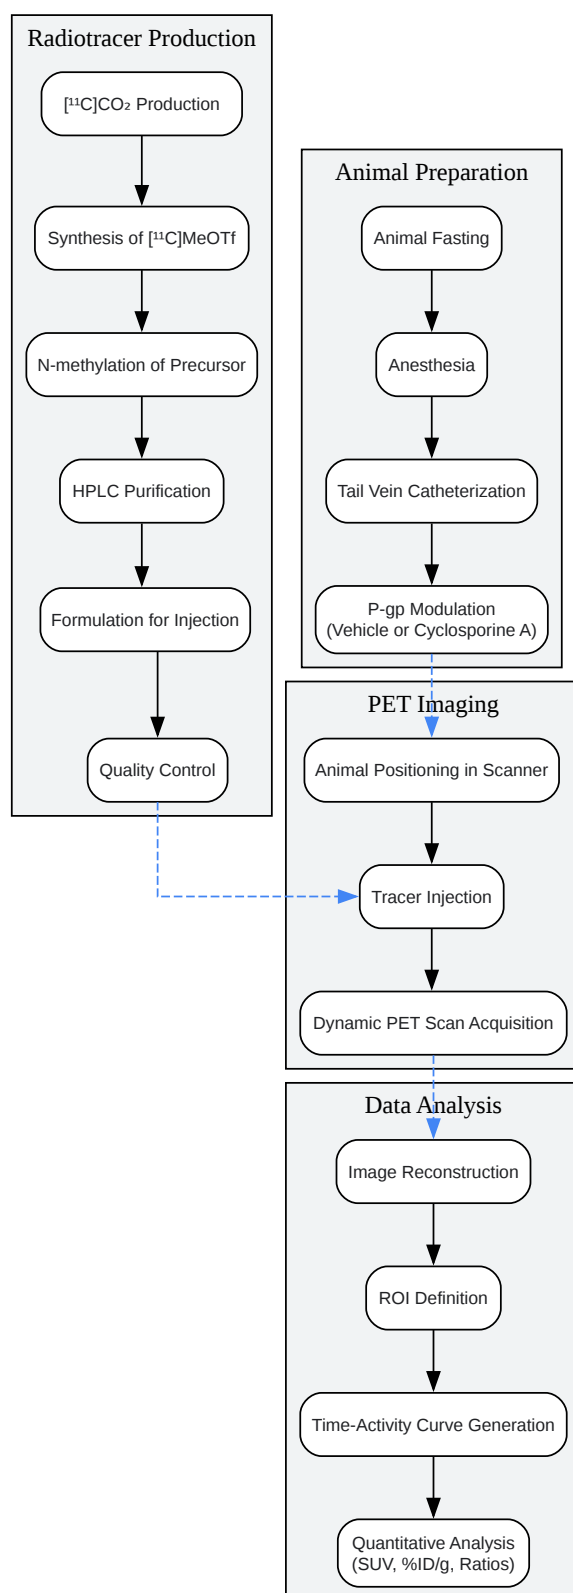 Radiotracer Production
[¹¹C]CO₂ Production
Synthesis of [¹¹C]MeOTf
N-methylation of Precursor
HPLC Purification
Formulation for Injection
Quality Control
Animal Preparation
Animal Fasting
Anesthesia
Tail Vein Catheterization
P-gp Modulation
(Vehicle or Cyclosporine A)
PET Imaging
Animal Positioning in Scanner
Tracer Injection
Dynamic PET Scan Acquisition
Data Analysis
Image Reconstruction
ROI Definition
Time-Activity Curve Generation
Quantitative Analysis
(SUV, %ID/g, Ratios)